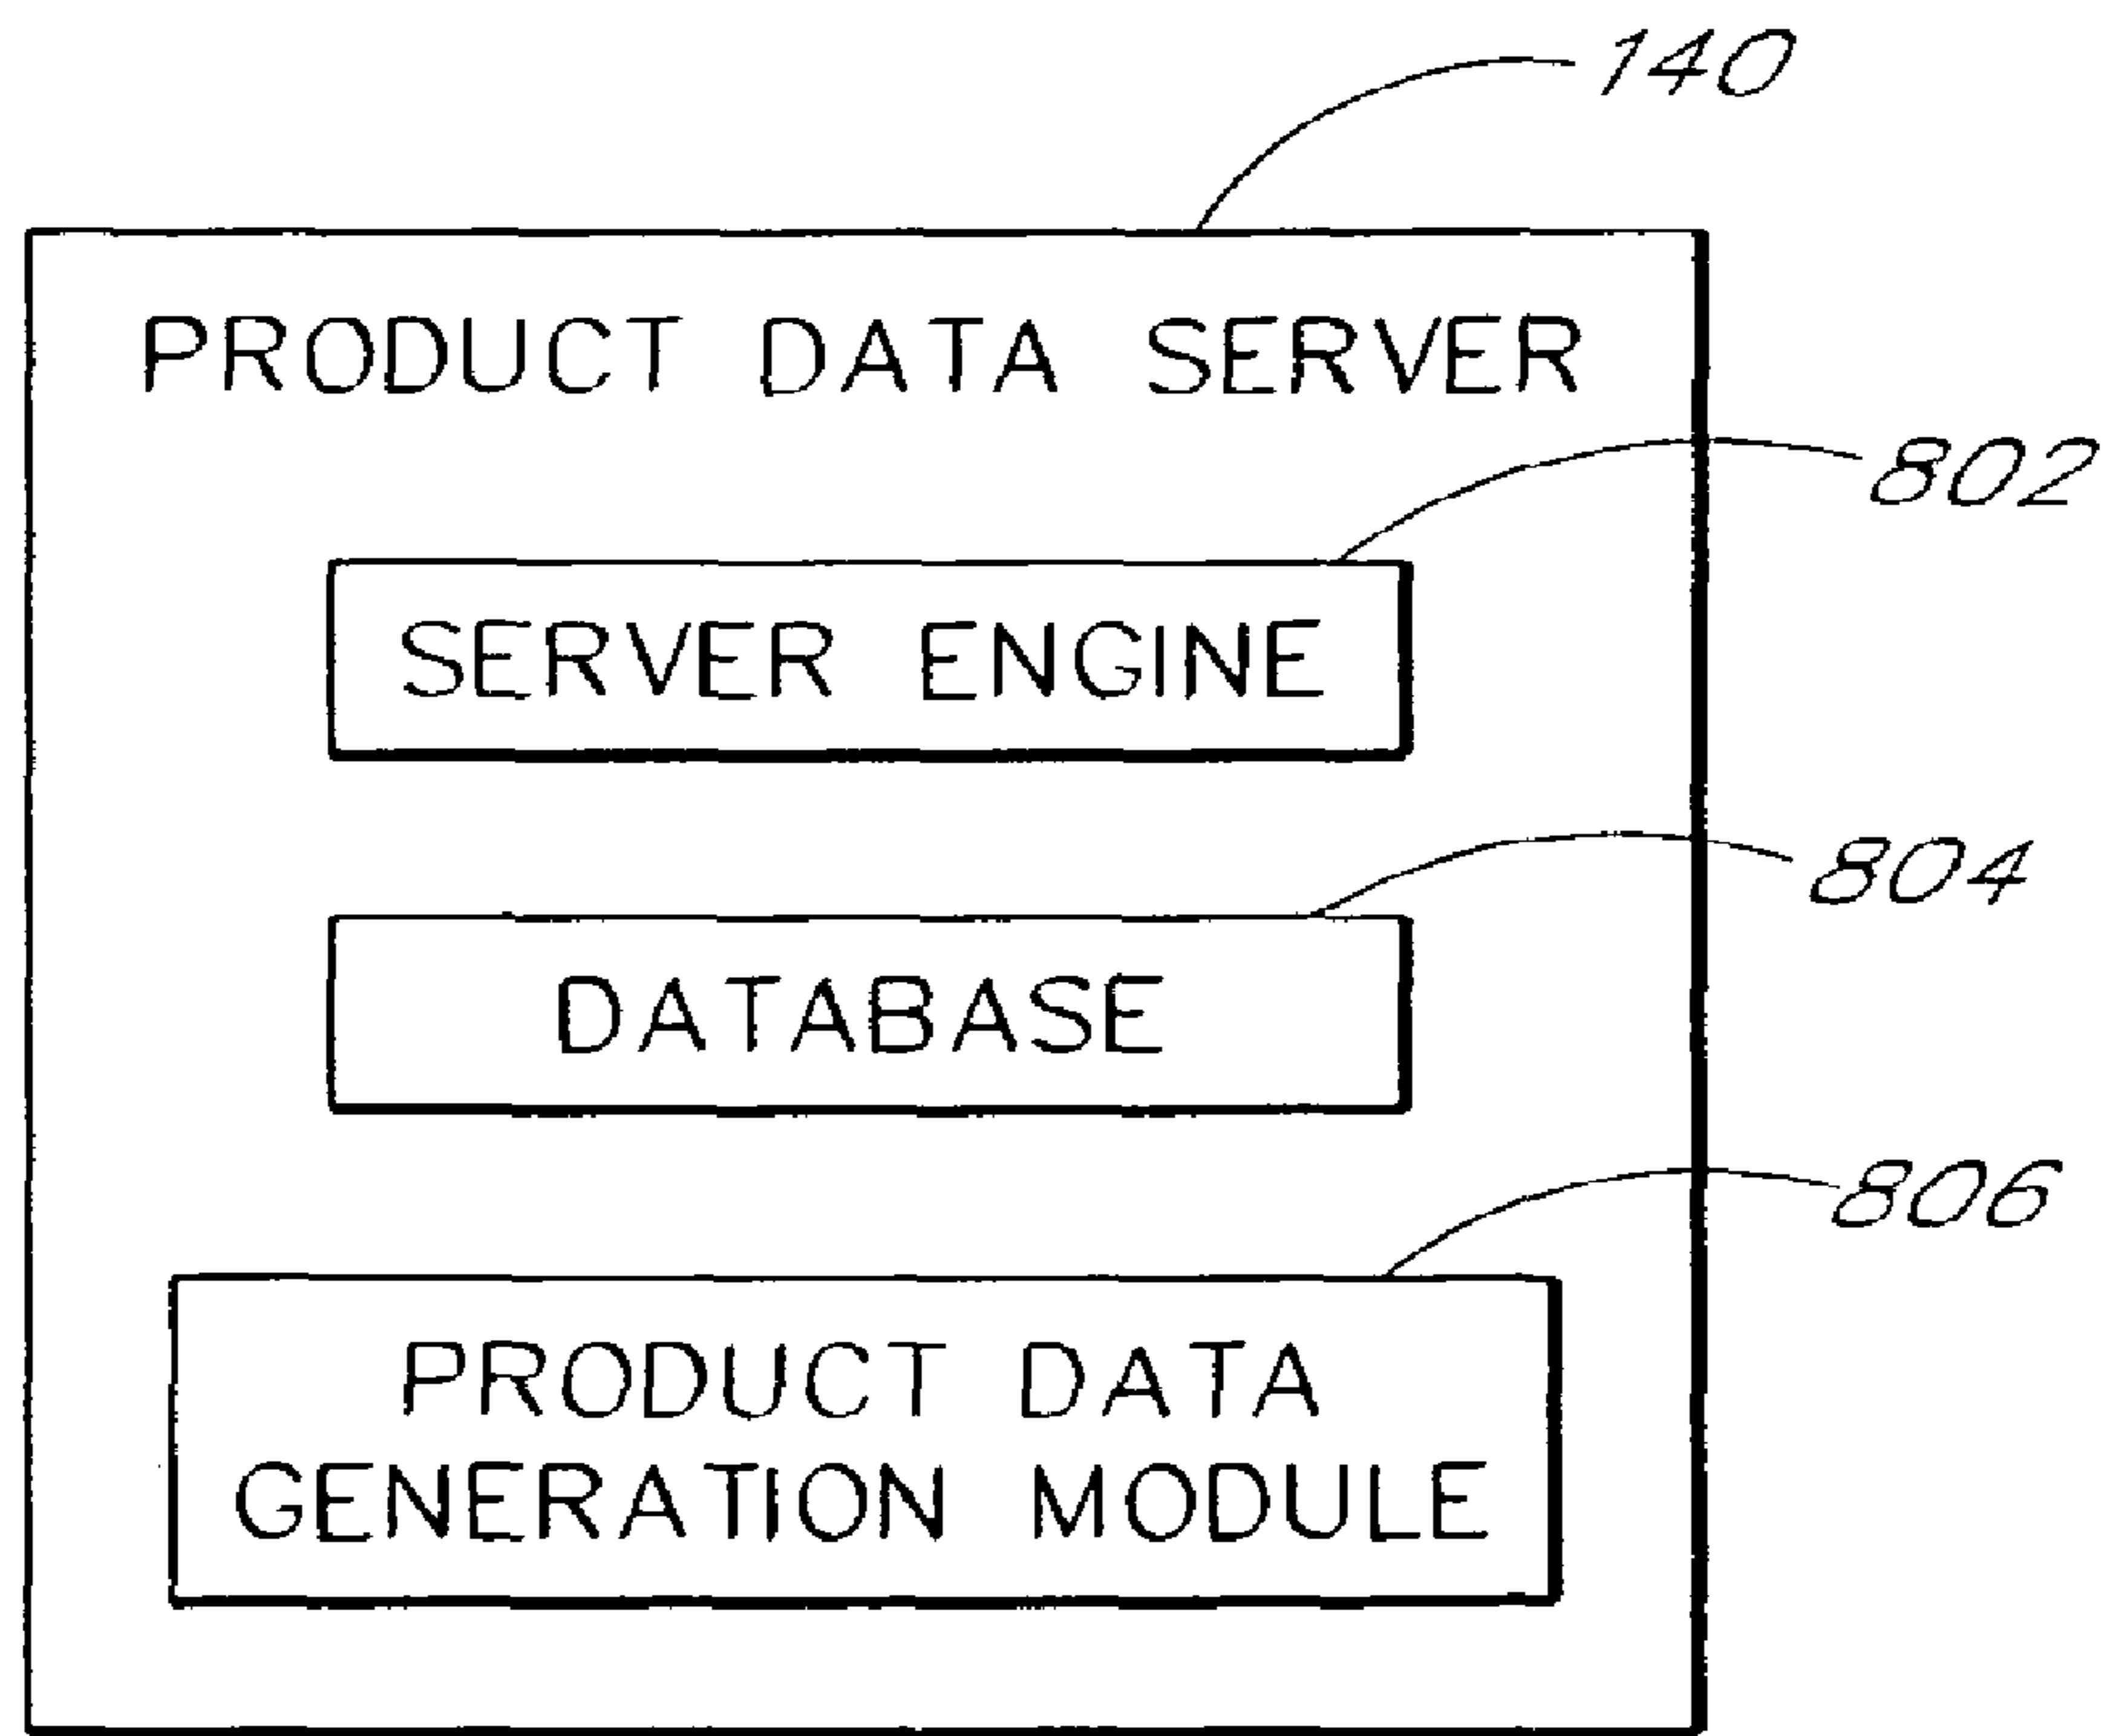 140
PRODUCT DATA SERVER
802
SERVER ENGINE
804
DATABASE
806
PRODUCT DATA
GENERATION MODULE